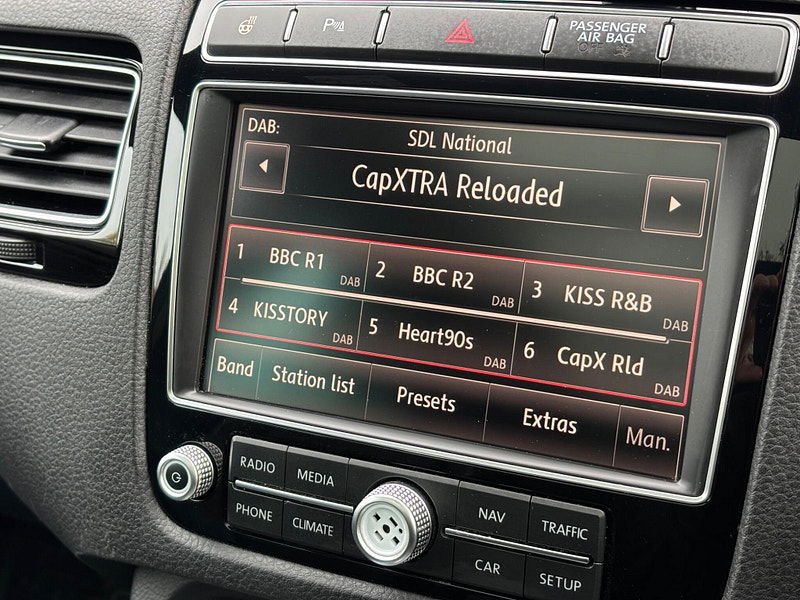 P
PASSENGER
AIR BAG
OFF
DAB:
SDL National
CapXTRA Reloaded
1 BBC R1 DAB
2 BBC R2 DAB
3 KISS R&B DAB
4 KISSTORY DAB
5 Heart90s DAB
6 CapX Rld DAB
Band Station list Presets Extras Man.
RADIO MEDIA
PHONE CLIMATE
NAV TRAFFIC
CAR SETUP